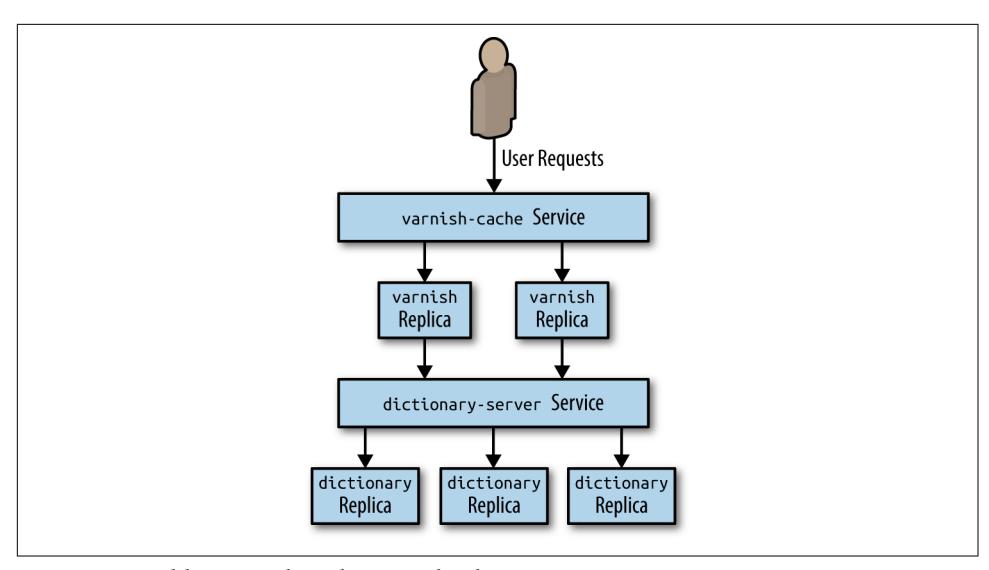 User Requests
varnish-cache Service
varnish
Replica
varnish
Replica
dictionary-server Service
dictionary
Replica
dictionary
Replica
dictionary
Replica